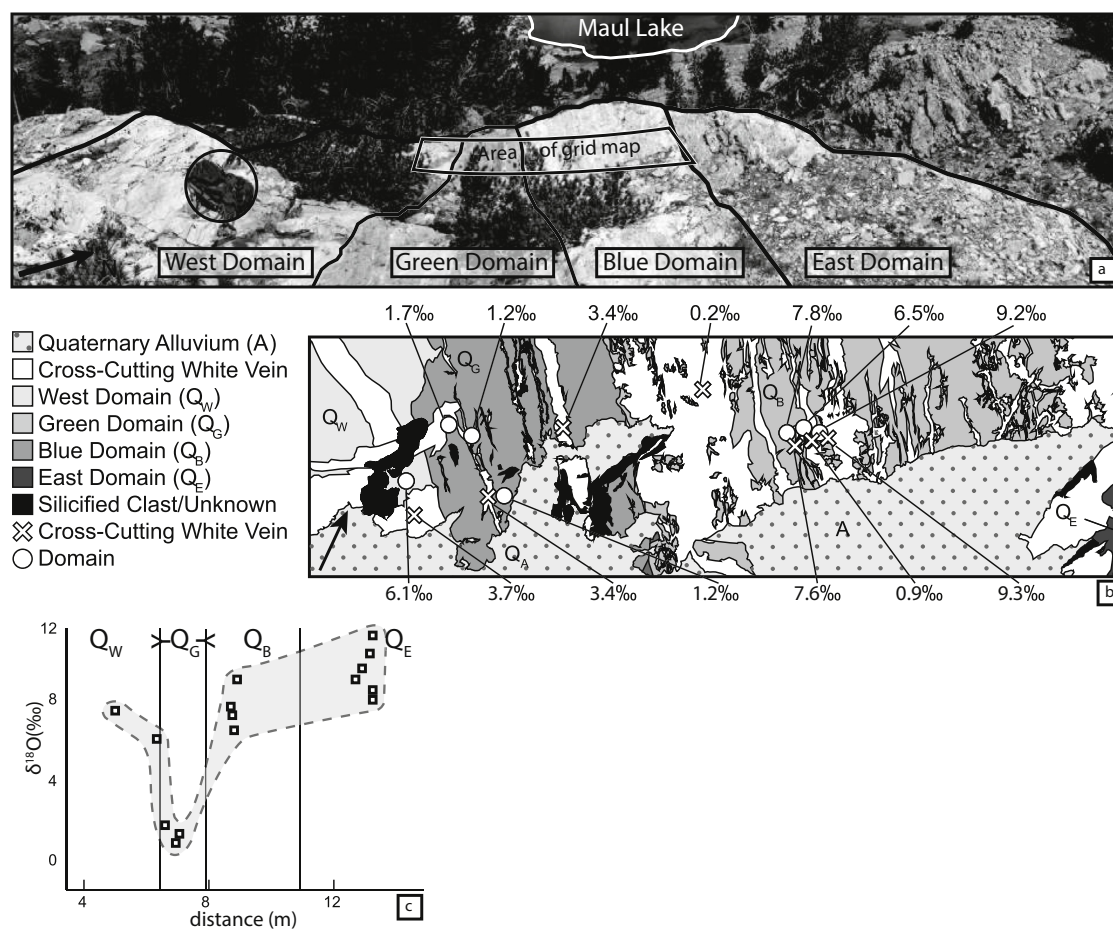 Maul Lake
Area of grid map
West Domain
Green Domain
Blue Domain
East Domain
a
1.7‰ 1.2‰ 3.4‰ 0.2‰ 7.8‰ 6.5‰ 9.2‰
Quaternary Alluvium (A)
Cross-Cutting White Vein
West Domain (QW)
Green Domain (QG)
Blue Domain (QB)
East Domain (QE)
Silicified Clast/Unknown
Cross-Cutting White Vein
Domain
QG
QW
QB
A
QE
QA
b
6.1‰ 3.7‰ 3.4‰ 1.2‰ 7.6‰ 0.9‰ 9.3‰
QW QG QB QE
12
8
4
0
δ18O(‰)
4 8 12
distance (m)
c